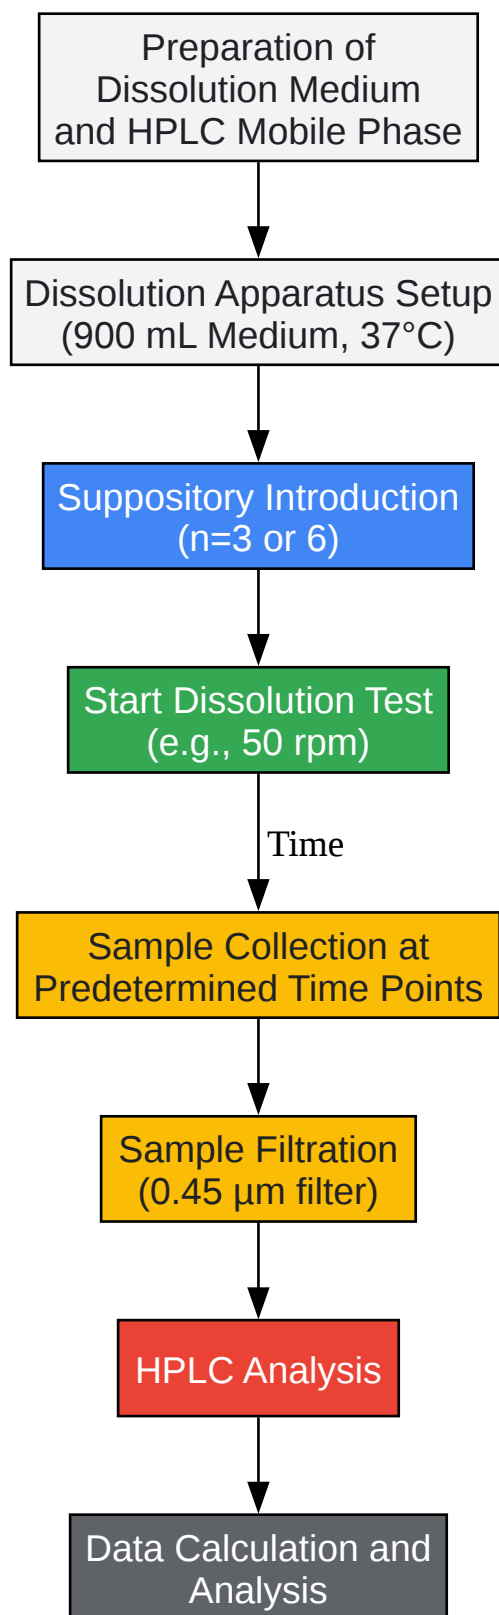 Preparation of
Dissolution Medium
and HPLC Mobile Phase
Dissolution Apparatus Setup
(900 mL Medium, 37°C)
Suppository Introduction
(n=3 or 6)
Start Dissolution Test
(e.g., 50 rpm)
Time
Sample Collection at
Predetermined Time Points
Sample Filtration
(0.45 µm filter)
HPLC Analysis
Data Calculation and
Analysis